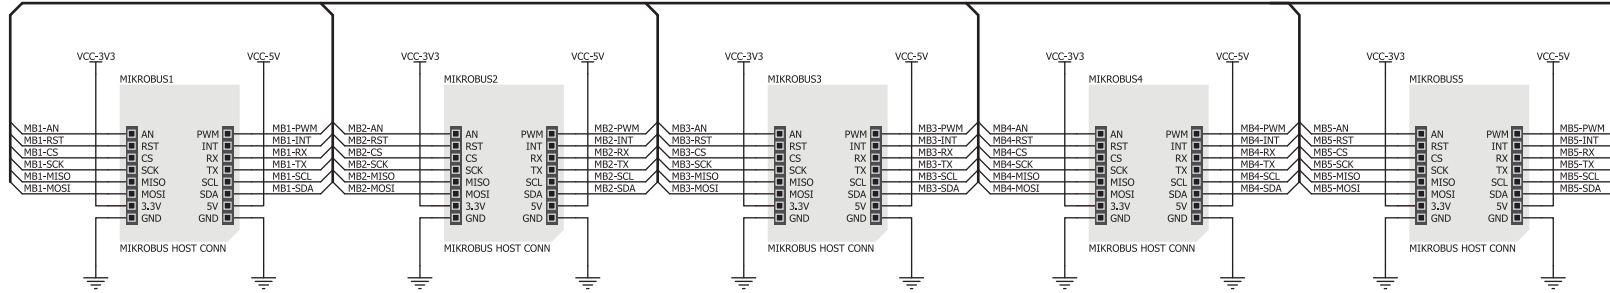 VCC-3V3 VCC-5V VCC-3V3 VCC-5V VCC-3V3 VCC-5V VCC-3V3 VCC-5V VCC-3V3 VCC-5V
MIKROBUS1 MIKROBUS2 MIKROBUS3 MIKROBUS4 MIKROBUS5
MB1-AN AN PWM MB1-PWM MB2-AN AN PWM MB2-PWM MB3-AN AN PWM MB3-PWM MB4-AN AN PWM MB4-PWM MB5-AN AN PWM MB5-PWM
MB1-RST RST INT MB1-INT MB2-RST RST INT MB2-INT MB3-RST RST INT MB3-INT MB4-RST RST INT MB4-INT MB5-RST RST INT MB5-INT
MB1-CS CS RX MB1-RX MB2-CS CS RX MB2-RX MB3-CS CS RX MB3-RX MB4-CS CS RX MB4-RX MB5-CS CS RX MB5-RX
MB1-SCK SCK TX MB1-TX MB2-SCK SCK TX MB2-TX MB3-SCK SCK TX MB3-TX MB4-SCK SCK TX MB4-TX MB5-SCK SCK TX MB5-TX
MB1-MISO MISO SCL MB1-SCL MB2-MISO MISO SCL MB2-SCL MB3-MISO MISO SCL MB3-SCL MB4-MISO MISO SCL MB4-SCL MB5-MISO MISO SCL MB5-SCL
MB1-MOSI MOSI SDA MB1-SDA MB2-MOSI MOSI SDA MB2-SDA MB3-MOSI MOSI SDA MB3-SDA MB4-MOSI MOSI SDA MB4-SDA MB5-MOSI MOSI SDA MB5-SDA
3.3V 5V 3.3V 5V 3.3V 5V 3.3V 5V 3.3V 5V
GND GND GND GND GND GND GND GND GND GND
MIKROBUS HOST CONN MIKROBUS HOST CONN MIKROBUS HOST CONN MIKROBUS HOST CONN MIKROBUS HOST CONN